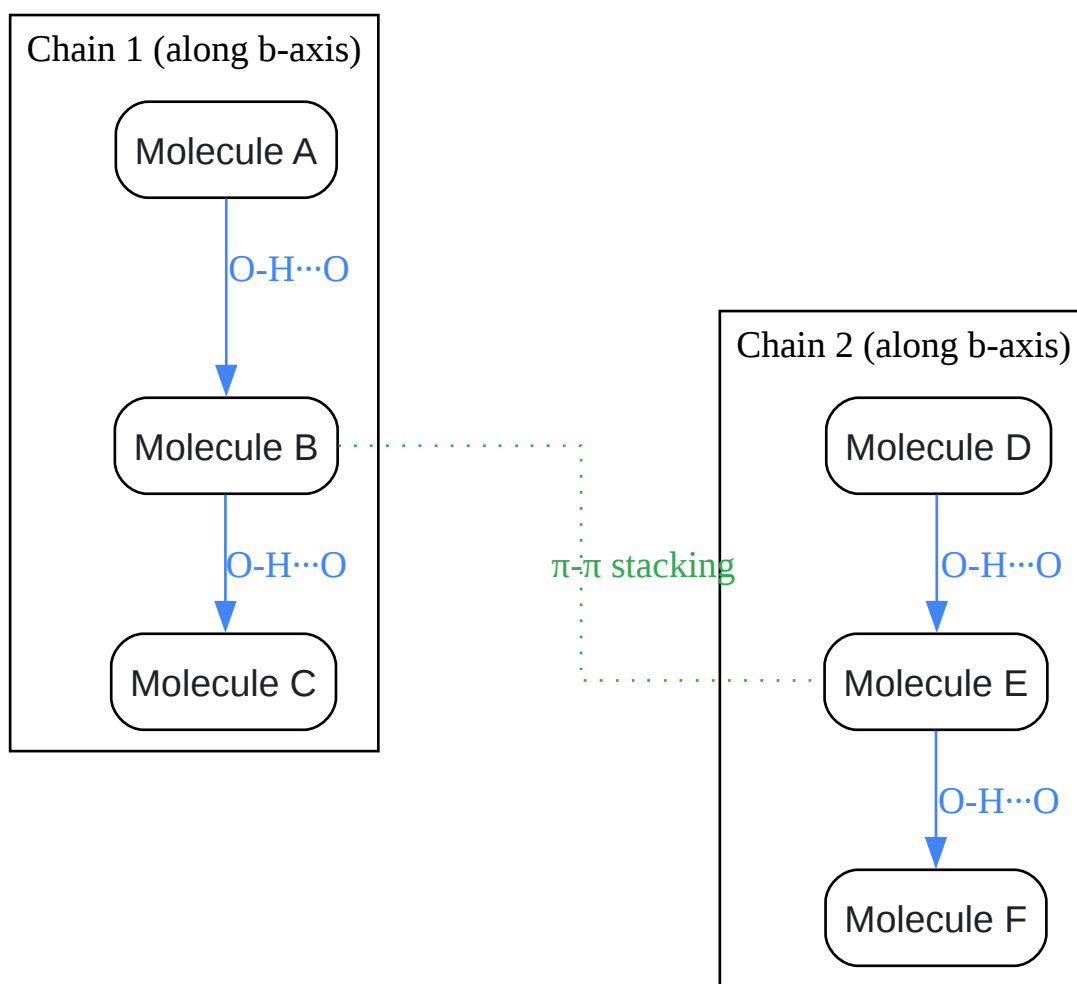 Chain 1 (along b-axis)
Molecule A
O-H···O
Molecule B
O-H···O
Molecule C
π-π stacking
Chain 2 (along b-axis)
Molecule D
O-H···O
Molecule E
O-H···O
Molecule F